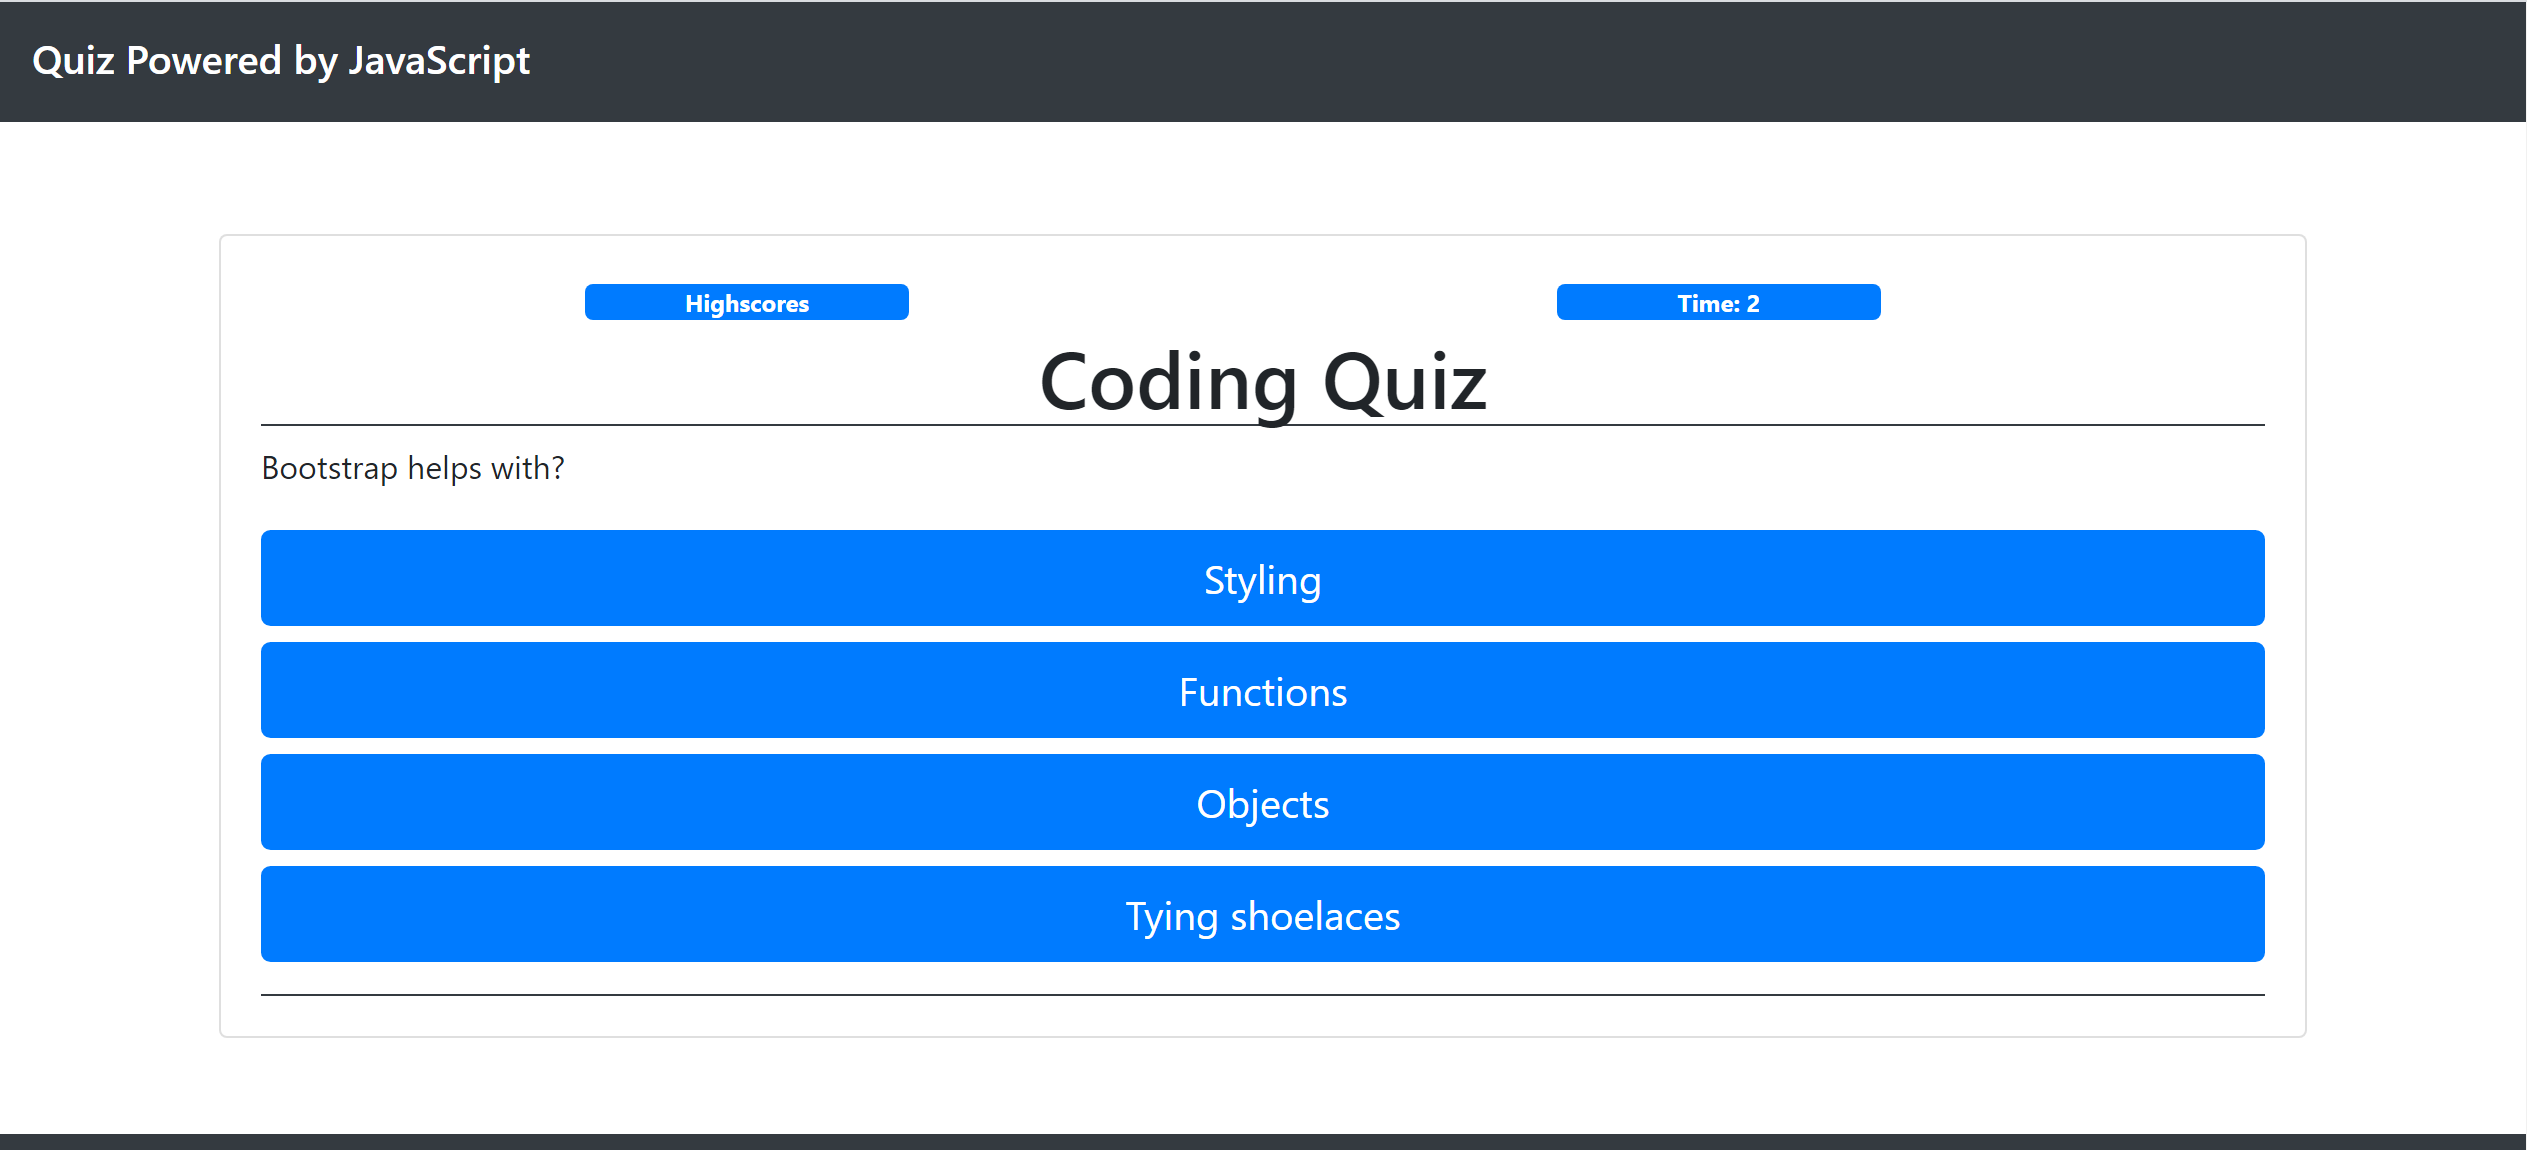 Quiz Powered by JavaScript
Highscores
Time: 2
Coding Quiz
Bootstrap helps with?
Styling
Functions
Objects
Tying shoelaces